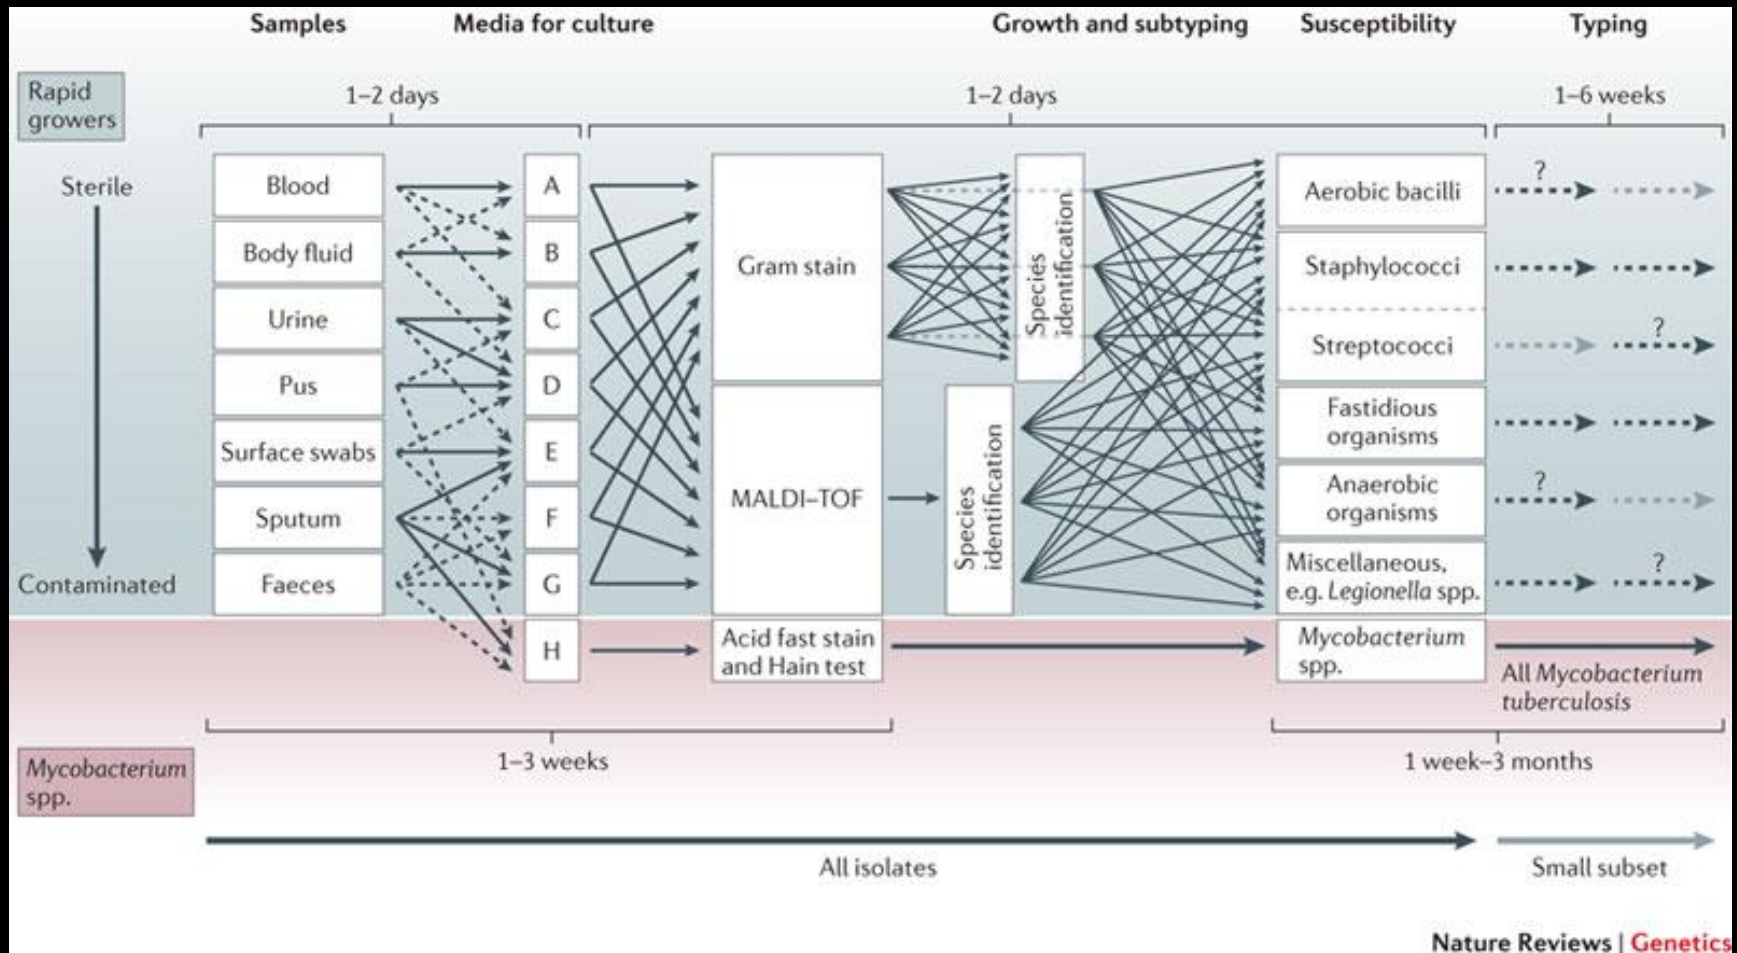 Samples
Media for culture
Growth and subtyping
Susceptibility
Typing
Rapid
growers
1–2 days
1–2 days
1–6 weeks
Sterile
Contaminated
Blood
Body fluid
Urine
Pus
Surface swabs
Sputum
Faeces
A
B
C
D
E
F
G
H
Gram stain
MALDI–TOF
Acid fast stain
and Hain test
Species
identification
Species
identification
Aerobic bacilli
Staphylococci
Streptococci
Fastidious
organisms
Anaerobic
organisms
Miscellaneous,
e.g. Legionella spp.
Mycobacterium
spp.
?
?
?
?
All Mycobacterium
tuberculosis
Mycobacterium
spp.
1–3 weeks
1 week–3 months
All isolates
Small subset
Nature Reviews | Genetics